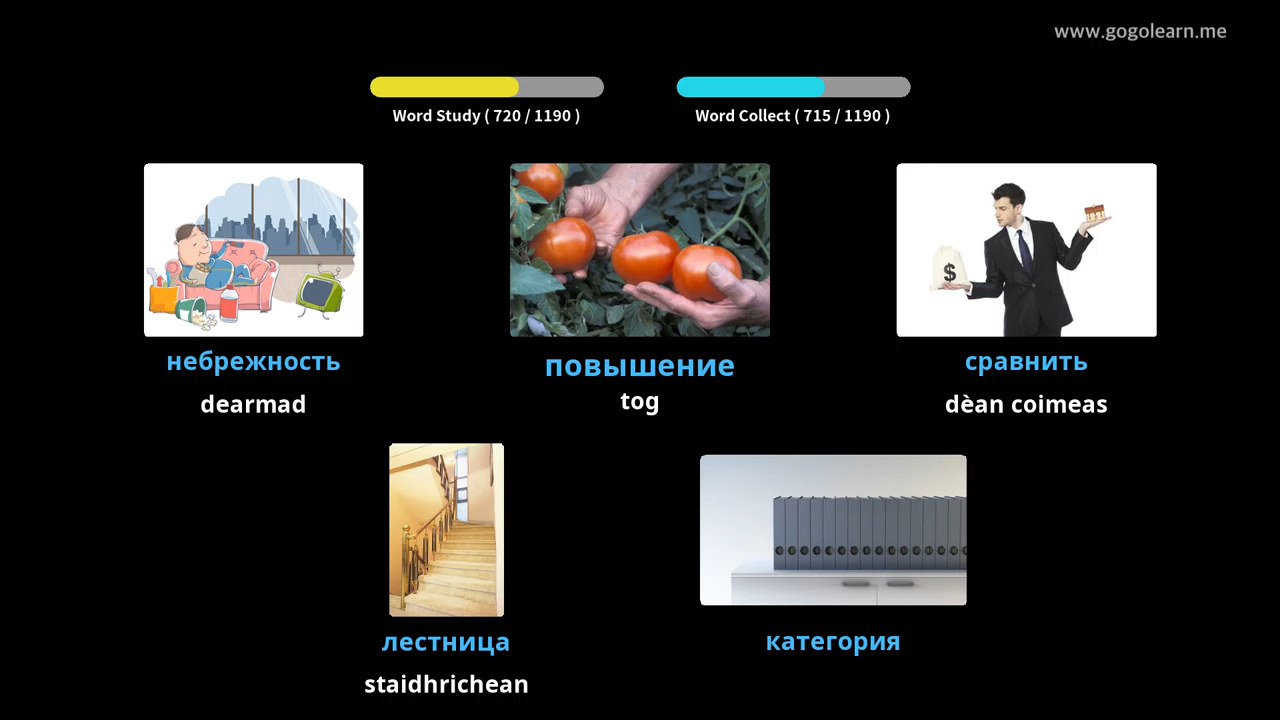 www.gogolearn.me
Word Study ( 720 / 1190 )
Word Collect ( 715 / 1190 )
небрежность
dearmad
повышение
tog
сравнить
dèan coimeas
$
лестница
staidhrichean
категория